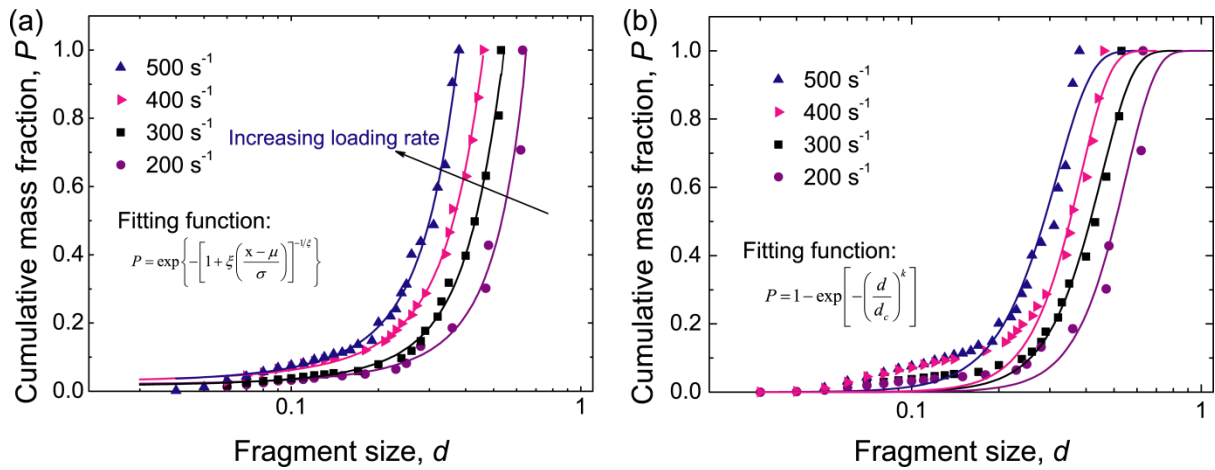 (a)
Cumulative mass fraction, P
1.0
0.8
0.6
0.4
0.2
0.0
500 s⁻¹
400 s⁻¹
300 s⁻¹
200 s⁻¹
Increasing loading rate
Fitting function:
P = exp{−[1 + ξ((x − μ)/σ)]^{−1/ξ}}
0.1
1
Fragment size, d
(b)
Cumulative mass fraction, P
1.0
0.8
0.6
0.4
0.2
0.0
500 s⁻¹
400 s⁻¹
300 s⁻¹
200 s⁻¹
Fitting function:
P = 1 − exp[−(d/d_c)^k]
0.1
1
Fragment size, d